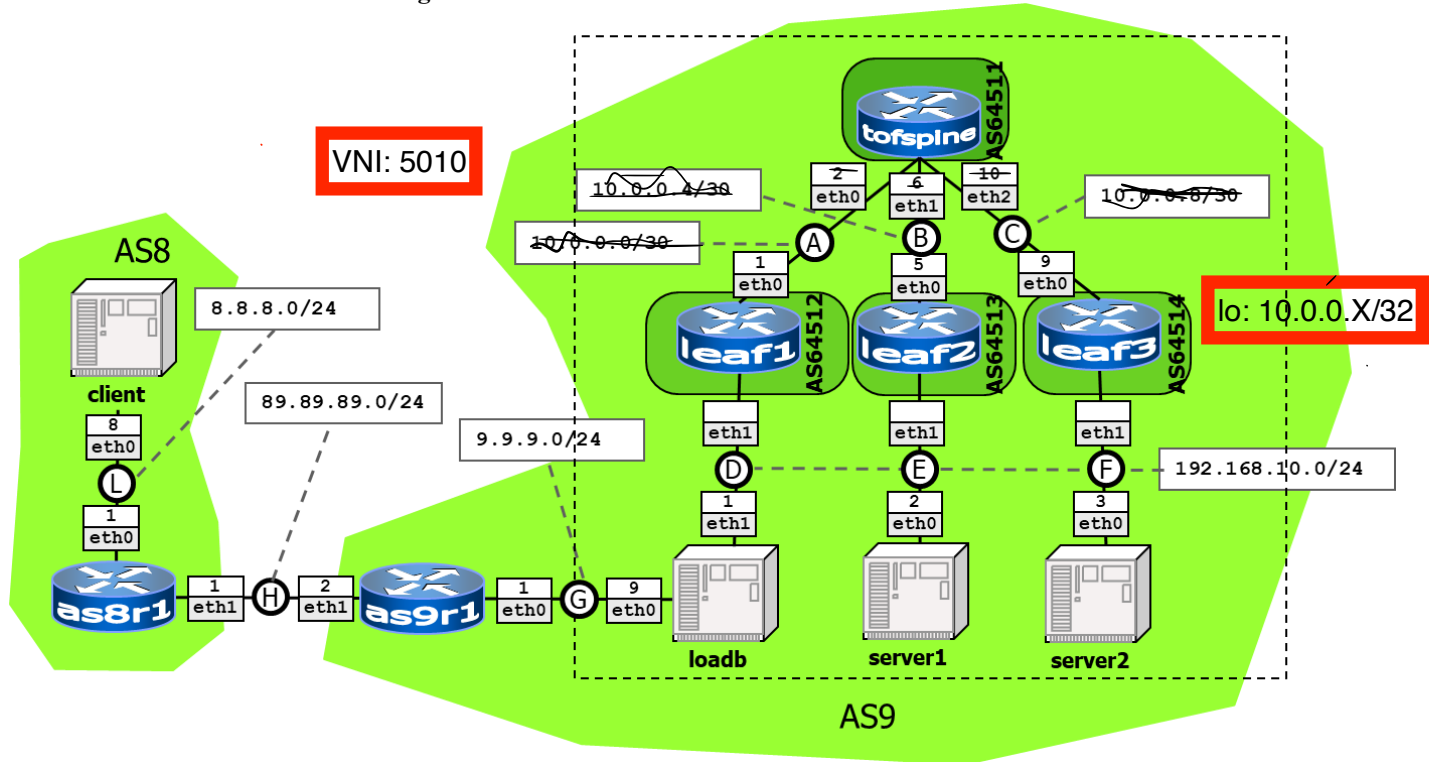 tofspine
AS64511
VNI: 5010
2
eth0
6
eth1
10
eth2
10.0.0.4/30
10.0.0.8/30
10.0.0.0/30
A
B
C
1
eth0
5
eth0
9
eth0
AS8
8.8.8.0/24
lo: 10.0.0.X/32
leaf1
AS64512
leaf2
AS64513
leaf3
AS64514
client
89.89.89.0/24
8
eth0
eth1
eth1
eth1
9.9.9.0/24
L
D
E
F
192.168.10.0/24
1
eth0
1
eth1
2
eth0
3
eth0
as8r1
1
eth1
H
2
eth1
as9r1
1
eth0
G
9
eth0
loadb
server1
server2
AS9